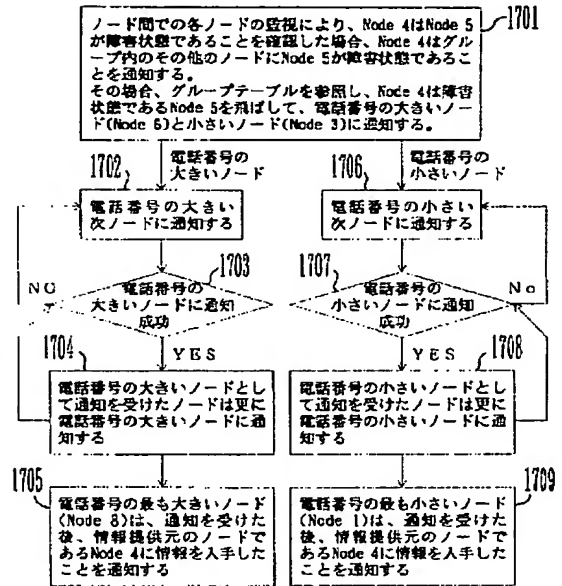 ノード間での各ノードの監視により、Node 4はNode 5
が障害状態であることを確認した場合、Node 4はグルー
プ内のその他のノードにNode 5が障害状態であるこ
とを通知する。
その場合、グループテーブルを参照し、Node 4は障害
状態であるNode 5を飛ばして、電話番号の大きいノー
ド(Node 6)と小さいノード(Node 3)に通知する。
1701
電話番号の
大きいノード
電話番号の
小さいノード
1702
電話番号の大きい
次ノードに通知する
1706
電話番号の小さい
次ノードに通知する
1703
電話番号の
大きいノードに通知
成功
NO
YES
1707
電話番号の
小さいノードに通知
成功
No
YES
1704
電話番号の大きいノードとし
て通知を受けたノードは更に
電話番号の大きいノードに通
知する
1708
電話番号の小さいノードとし
て通知を受けたノードは更に
電話番号の小さいノードに通
知する
1705
電話番号の最も大きいノード
(Node 8)は、通知を受けた
後、情報提供元のノードで
あるNode 4に情報を入手した
ことを通知する
1709
電話番号の最も小さいノード
(Node 1)は、通知を受けた
後、情報提供元のノードで
あるNode 4に情報を入手した
ことを通知する